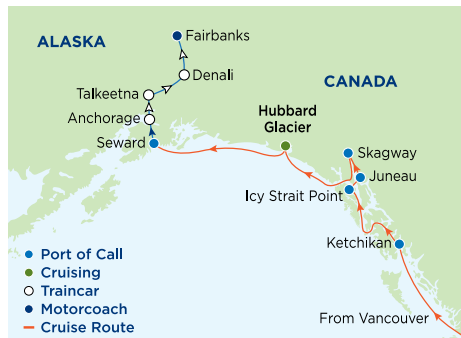 ALASKA
Fairbanks
Denali
CANADA
Talkeetna
Anchorage
Hubbard
Glacier
Seward
Skagway
Juneau
Icy Strait Point
Ketchikan
From Vancouver
Port of Call
Cruising
Traincar
Motorcoach
Cruise Route